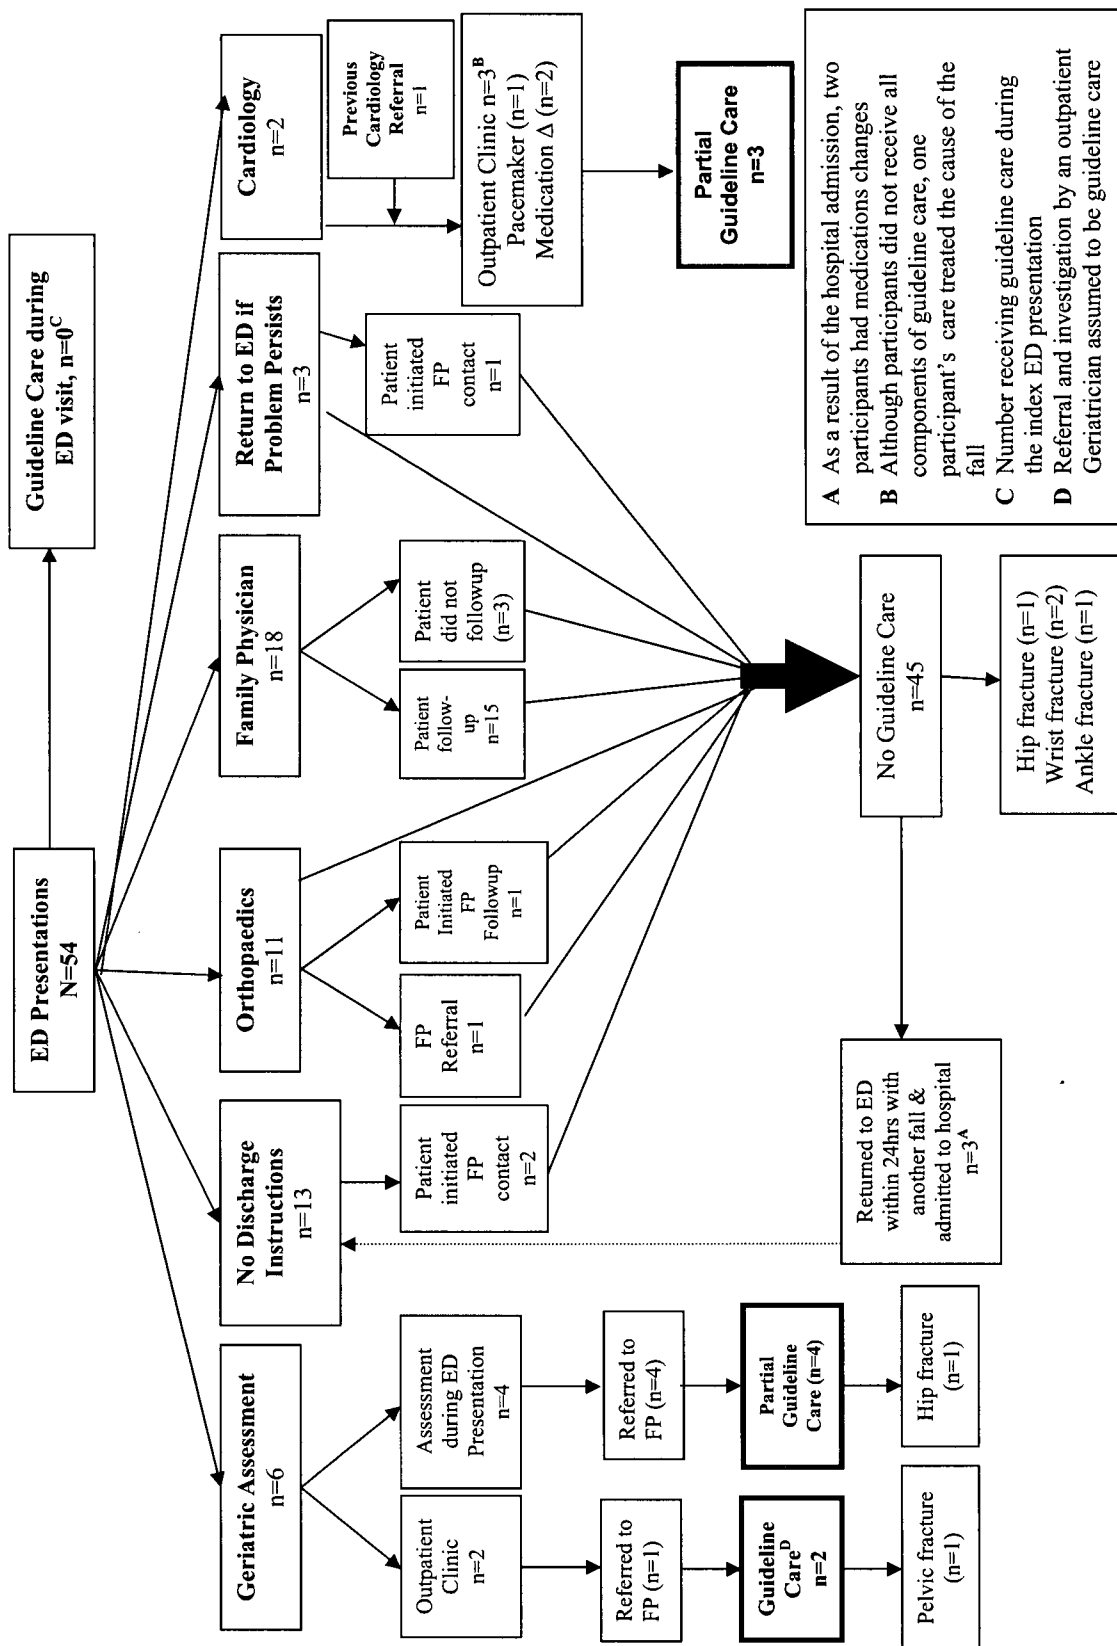 ED Presentations
N=54
Guideline Care during
ED visit, n=0C
Geriatric Assessment
n=6
No Discharge
Instructions
n=13
Orthopaedics
n=11
Family Physician
n=18
Return to ED if
Problem Persists
n=3
Cardiology
n=2
Outpatient
Clinic
n=2
Assessment
during ED
Presentation
n=4
Patient
initiated
FP
contact
n=2
FP
Referral
n=1
Patient
Initiated
FP
Followup
n=1
Patient
follow-
up
n=15
Patient
did not
followup
(n=3)
Patient
initiated
FP
contact
n=1
Previous
Cardiology
Referral
n=1
Outpatient Clinic n=3B
Pacemaker (n=1)
Medication Δ (n=2)
Referred to
FP (n=1)
Referred to
FP (n=4)
Guideline
CareD
n=2
Partial
Guideline
Care (n=4)
Partial
Guideline Care
n=3
Pelvic fracture
(n=1)
Hip fracture
(n=1)
Returned to ED
within 24hrs with
another fall &
admitted to hospital
n=3A
No Guideline Care
n=45
Hip fracture (n=1)
Wrist fracture (n=2)
Ankle fracture (n=1)
A As a result of the hospital admission, two
participants had medications changes
B Although participants did not receive all
components of guideline care, one
participant's care treated the cause of the
fall
C Number receiving guideline care during
the index ED presentation
D Referral and investigation by an outpatient
Geriatrician assumed to be guideline care